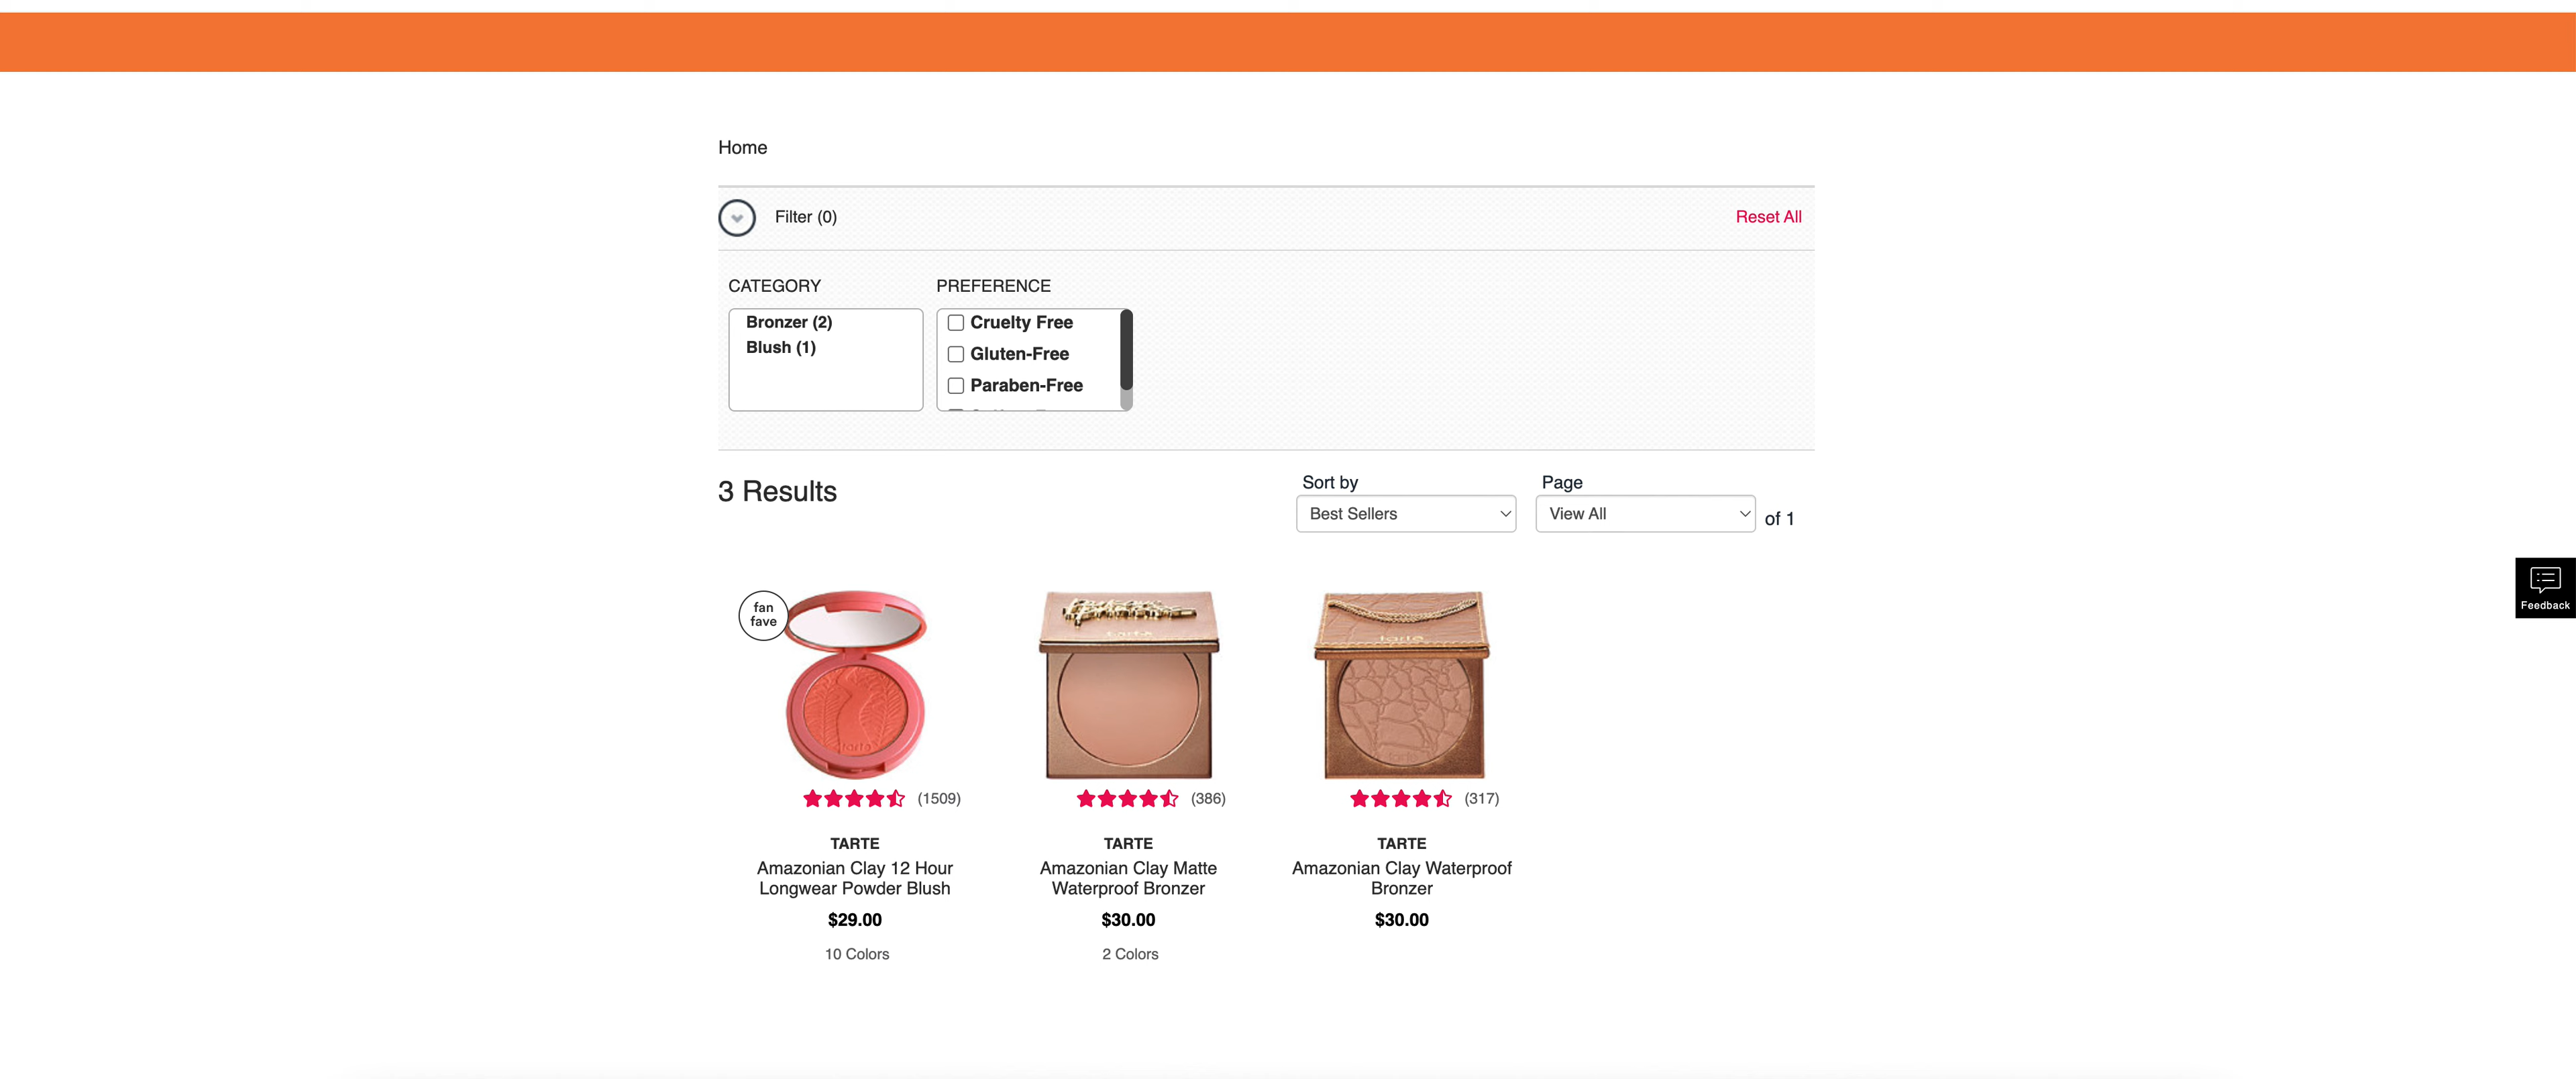 Home
Filter (0)
Reset All
CATEGORY
PREFERENCE
Bronzer (2)
Blush (1)
Cruelty Free
Gluten-Free
Paraben-Free
3 Results
Sort by
Best Sellers
Page
View All
of 1
Feedback
fan
fave
tarte
tarte
tarte
(1509)
(386)
(317)
TARTE
Amazonian Clay 12 Hour
Longwear Powder Blush
$29.00
10 Colors
TARTE
Amazonian Clay Matte
Waterproof Bronzer
$30.00
2 Colors
TARTE
Amazonian Clay Waterproof
Bronzer
$30.00